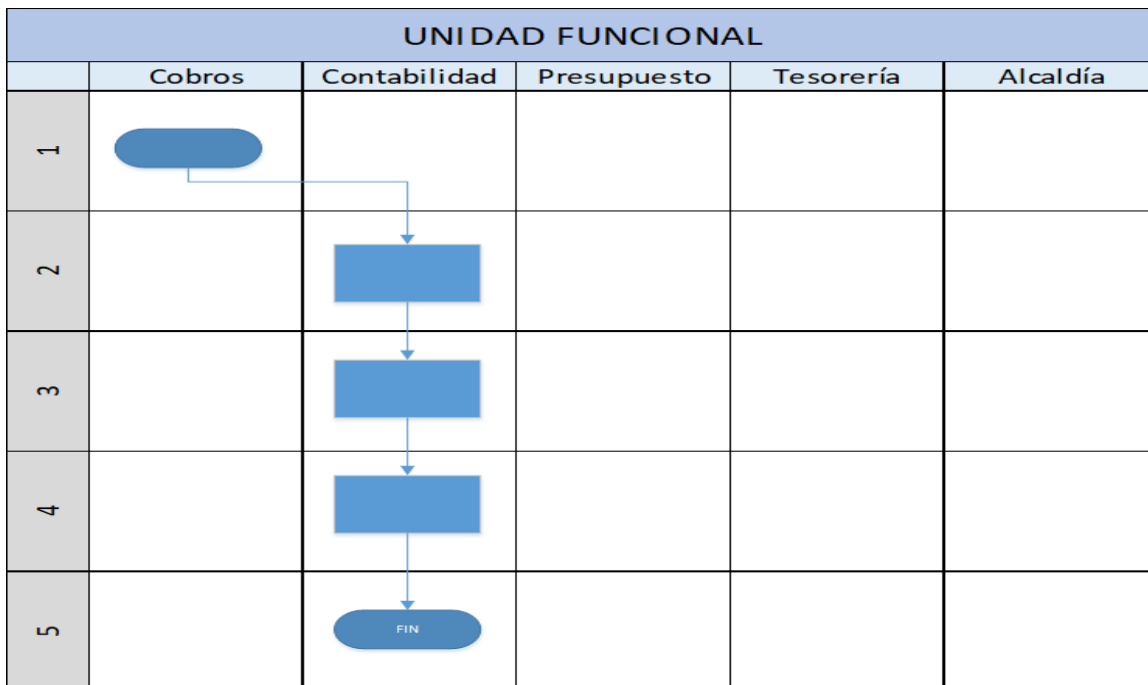 UNIDAD FUNCIONAL
Cobros Contabilidad Presupuesto Tesorería Alcaldía
1
2
3
4
5
FIN